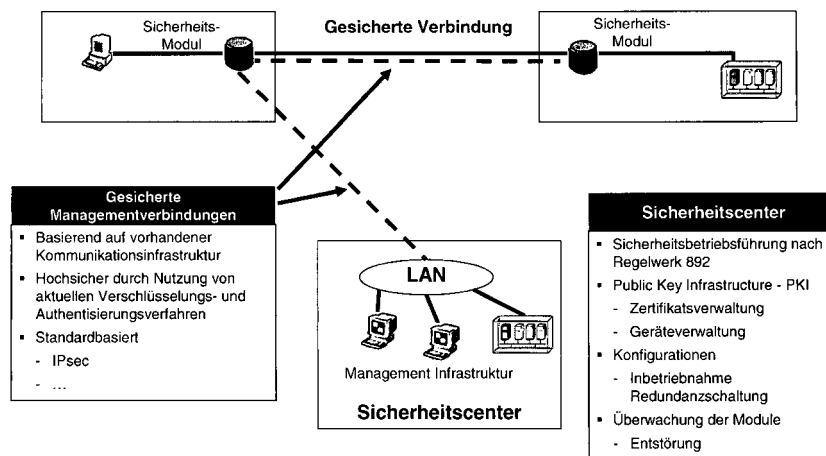 Gesicherte Verbindung
Sicherheits-
Modul
Sicherheits-
Modul
Gesicherte
Managementverbindungen
▪ Basierend auf vorhandener
Kommunikationsinfrastruktur
▪ Hochsicher durch Nutzung von
aktuellen Verschlüsselungs- und
Authentisierungsverfahren
▪ Standardbasiert
- IPsec
- ...
LAN
Management Infrastruktur
Sicherheitscenter
Sicherheitscenter
▪ Sicherheitsbetriebsführung nach
Regelwerk 892
▪ Public Key Infrastructure - PKI
- Zertifikatsverwaltung
- Geräteverwaltung
▪ Konfigurationen
- Inbetriebnahme
Redundanzschaltung
▪ Überwachung der Module
- Entstörung